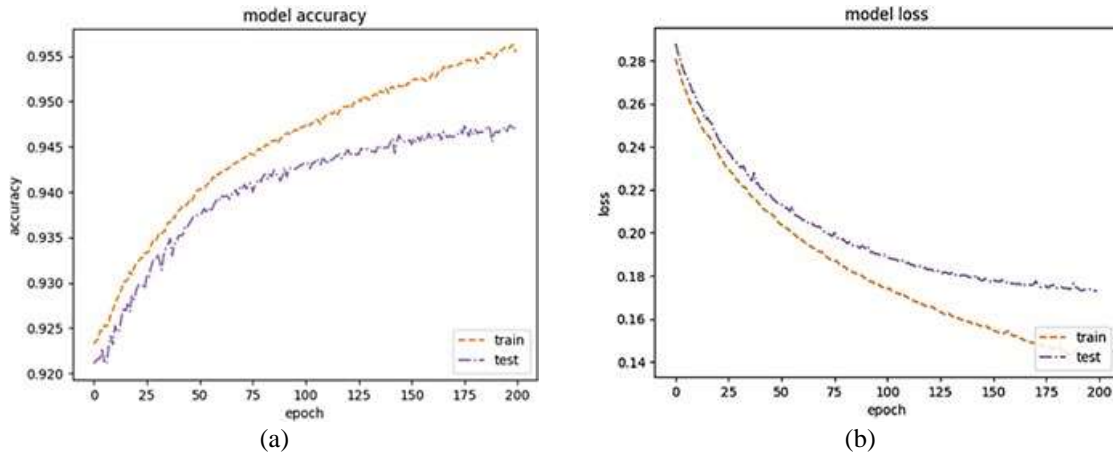 model accuracy
0.955
0.950
0.945
0.940
0.935
0.930
0.925
0.920
accuracy
0 25 50 75 100 125 150 175 200
epoch
train
test
(a)
model loss
0.28
0.26
0.24
0.22
0.20
0.18
0.16
0.14
loss
0 25 50 75 100 125 150 175 200
epoch
train
test
(b)